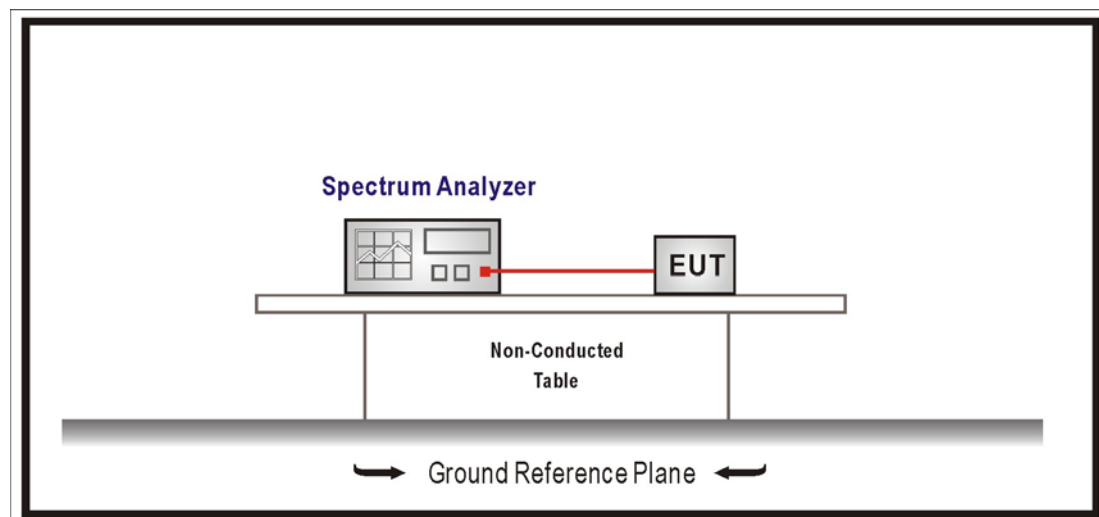 Spectrum Analyzer
EUT
Non-Conducted
Table
Ground Reference Plane